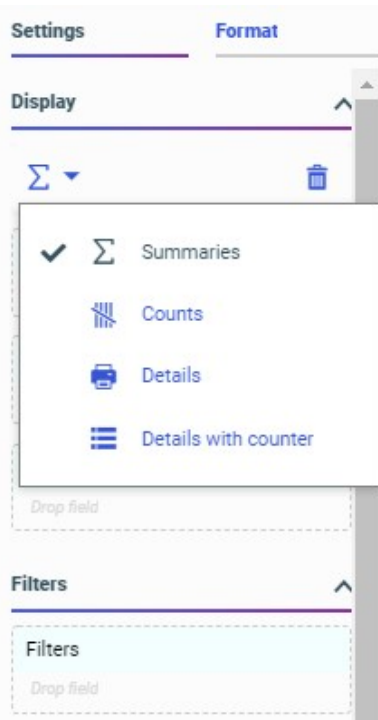 Settings Format
Display
Summaries
Counts
Details
Details with counter
Drop field
Filters
Filters
Drop field